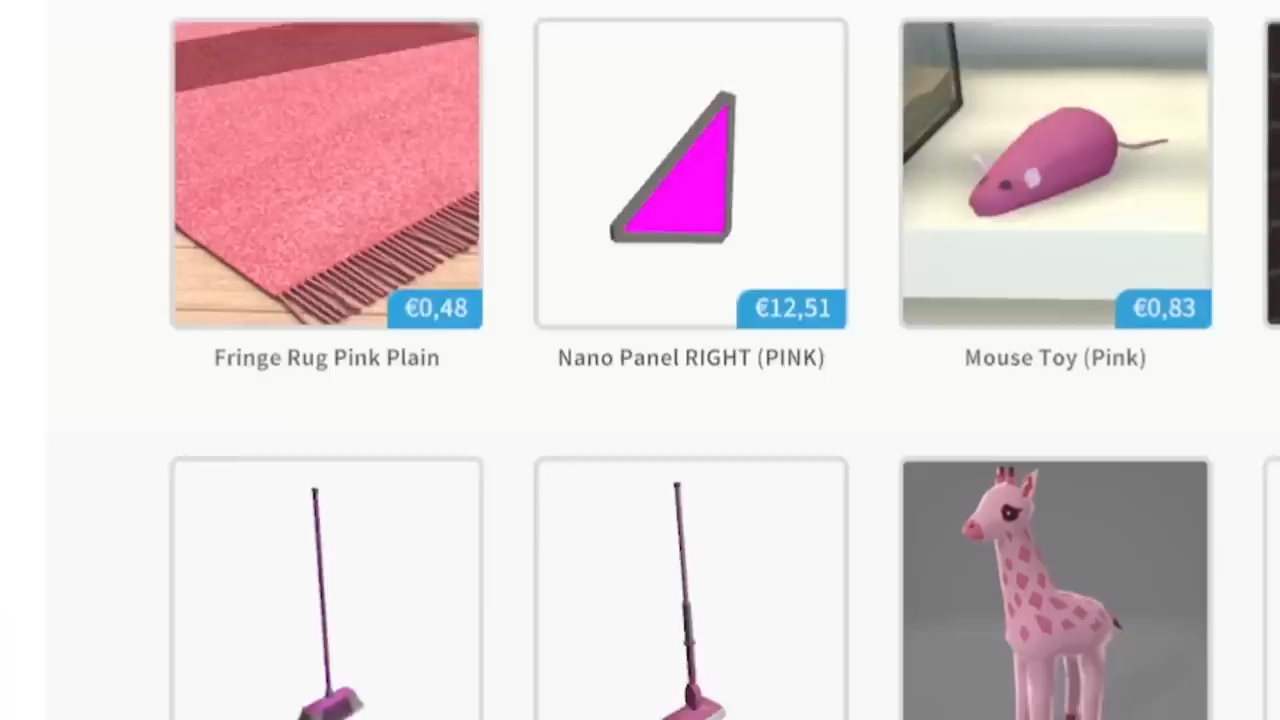 €0,48
€12,51
€0,83
Fringe Rug Pink Plain
Nano Panel RIGHT (PINK)
Mouse Toy (Pink)